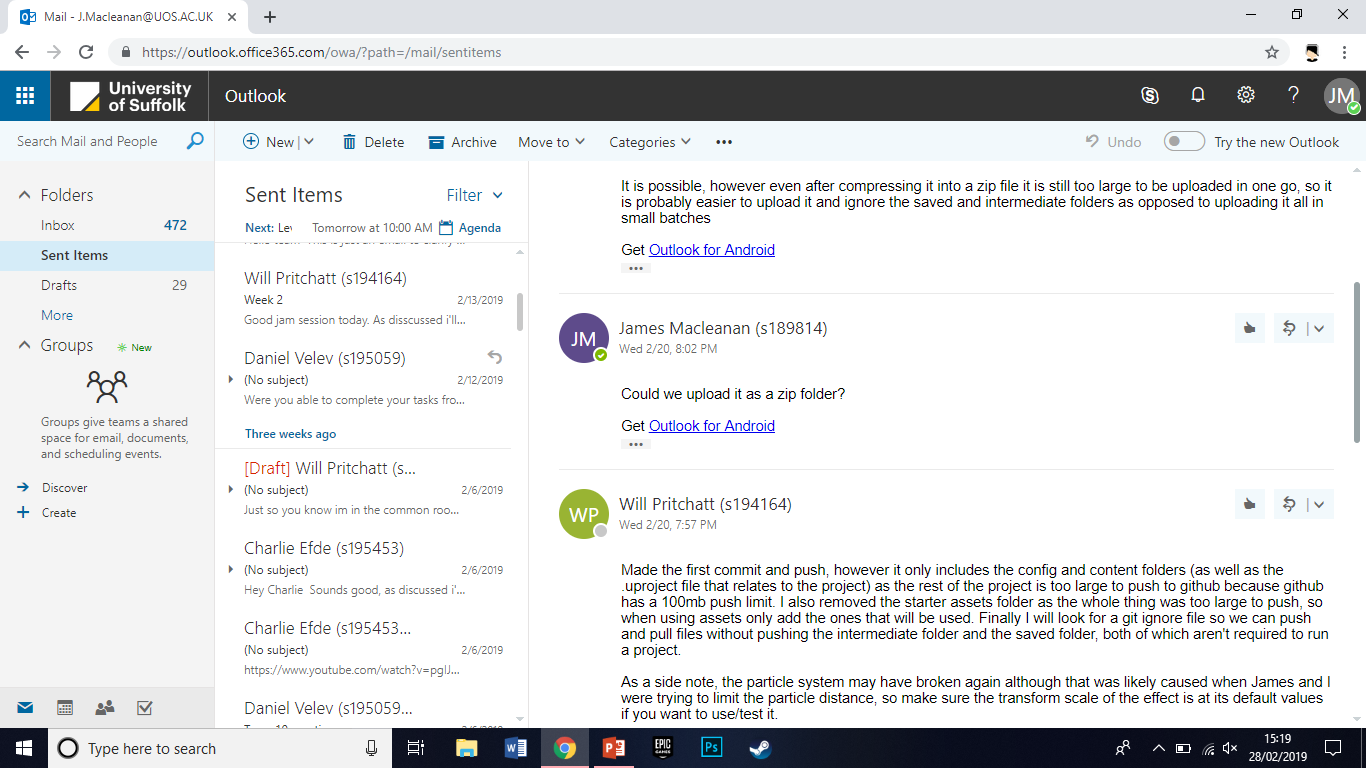 Mail - J.Macleanan@UOS.AC.UK
https://outlook.office365.com/owa/?path=/mail/sentitems
University
of Suffolk
Outlook
JM
Search Mail and People
New
Delete
Archive
Move to
Categories
Undo
Try the new Outlook
Folders
Inbox 472
Sent Items
Drafts 29
More
Groups
New
Groups give teams a shared
space for email, documents,
and scheduling events.
Discover
Create
Sent Items
Filter
Next: Lev Tomorrow at 10:00 AM Agenda
Will Pritchatt (s194164)
Week 2 2/13/2019
Good jam session today. As disscused i'll...
Daniel Velev (s195059)
(No subject) 2/12/2019
Were you able to complete your tasks fro...
Three weeks ago
[Draft] Will Pritchatt (s...
(No subject) 2/6/2019
Just so you know im in the common roo...
Charlie Efde (s195453)
(No subject) 2/6/2019
Hey Charlie Sounds good, as discussed i'...
Charlie Efde (s195453...
(No subject) 2/6/2019
https://www.youtube.com/watch?v=pgIJ...
Daniel Velev (s195059...
It is possible, however even after compressing it into a zip file it is still too large to be uploaded in one go, so it
is probably easier to upload it and ignore the saved and intermediate folders as opposed to uploading it all in
small batches
Get Outlook for Android
JM
James Macleanan (s189814)
Wed 2/20, 8:02 PM
Could we upload it as a zip folder?
Get Outlook for Android
WP
Will Pritchatt (s194164)
Wed 2/20, 7:57 PM
Made the first commit and push, however it only includes the config and content folders (as well as the
.uproject file that relates to the project) as the rest of the project is too large to push to github because github
has a 100mb push limit. I also removed the starter assets folder as the whole thing was too large to push, so
when using assets only add the ones that will be used. Finally I will look for a git ignore file so we can push
and pull files without pushing the intermediate folder and the saved folder, both of which aren't required to run
a project.
As a side note, the particle system may have broken again although that was likely caused when James and I
were trying to limit the particle distance, so make sure the transform scale of the effect is at its default values
if you want to use/test it.
Type here to search
EPIC
GAMES
Ps
15:19
28/02/2019